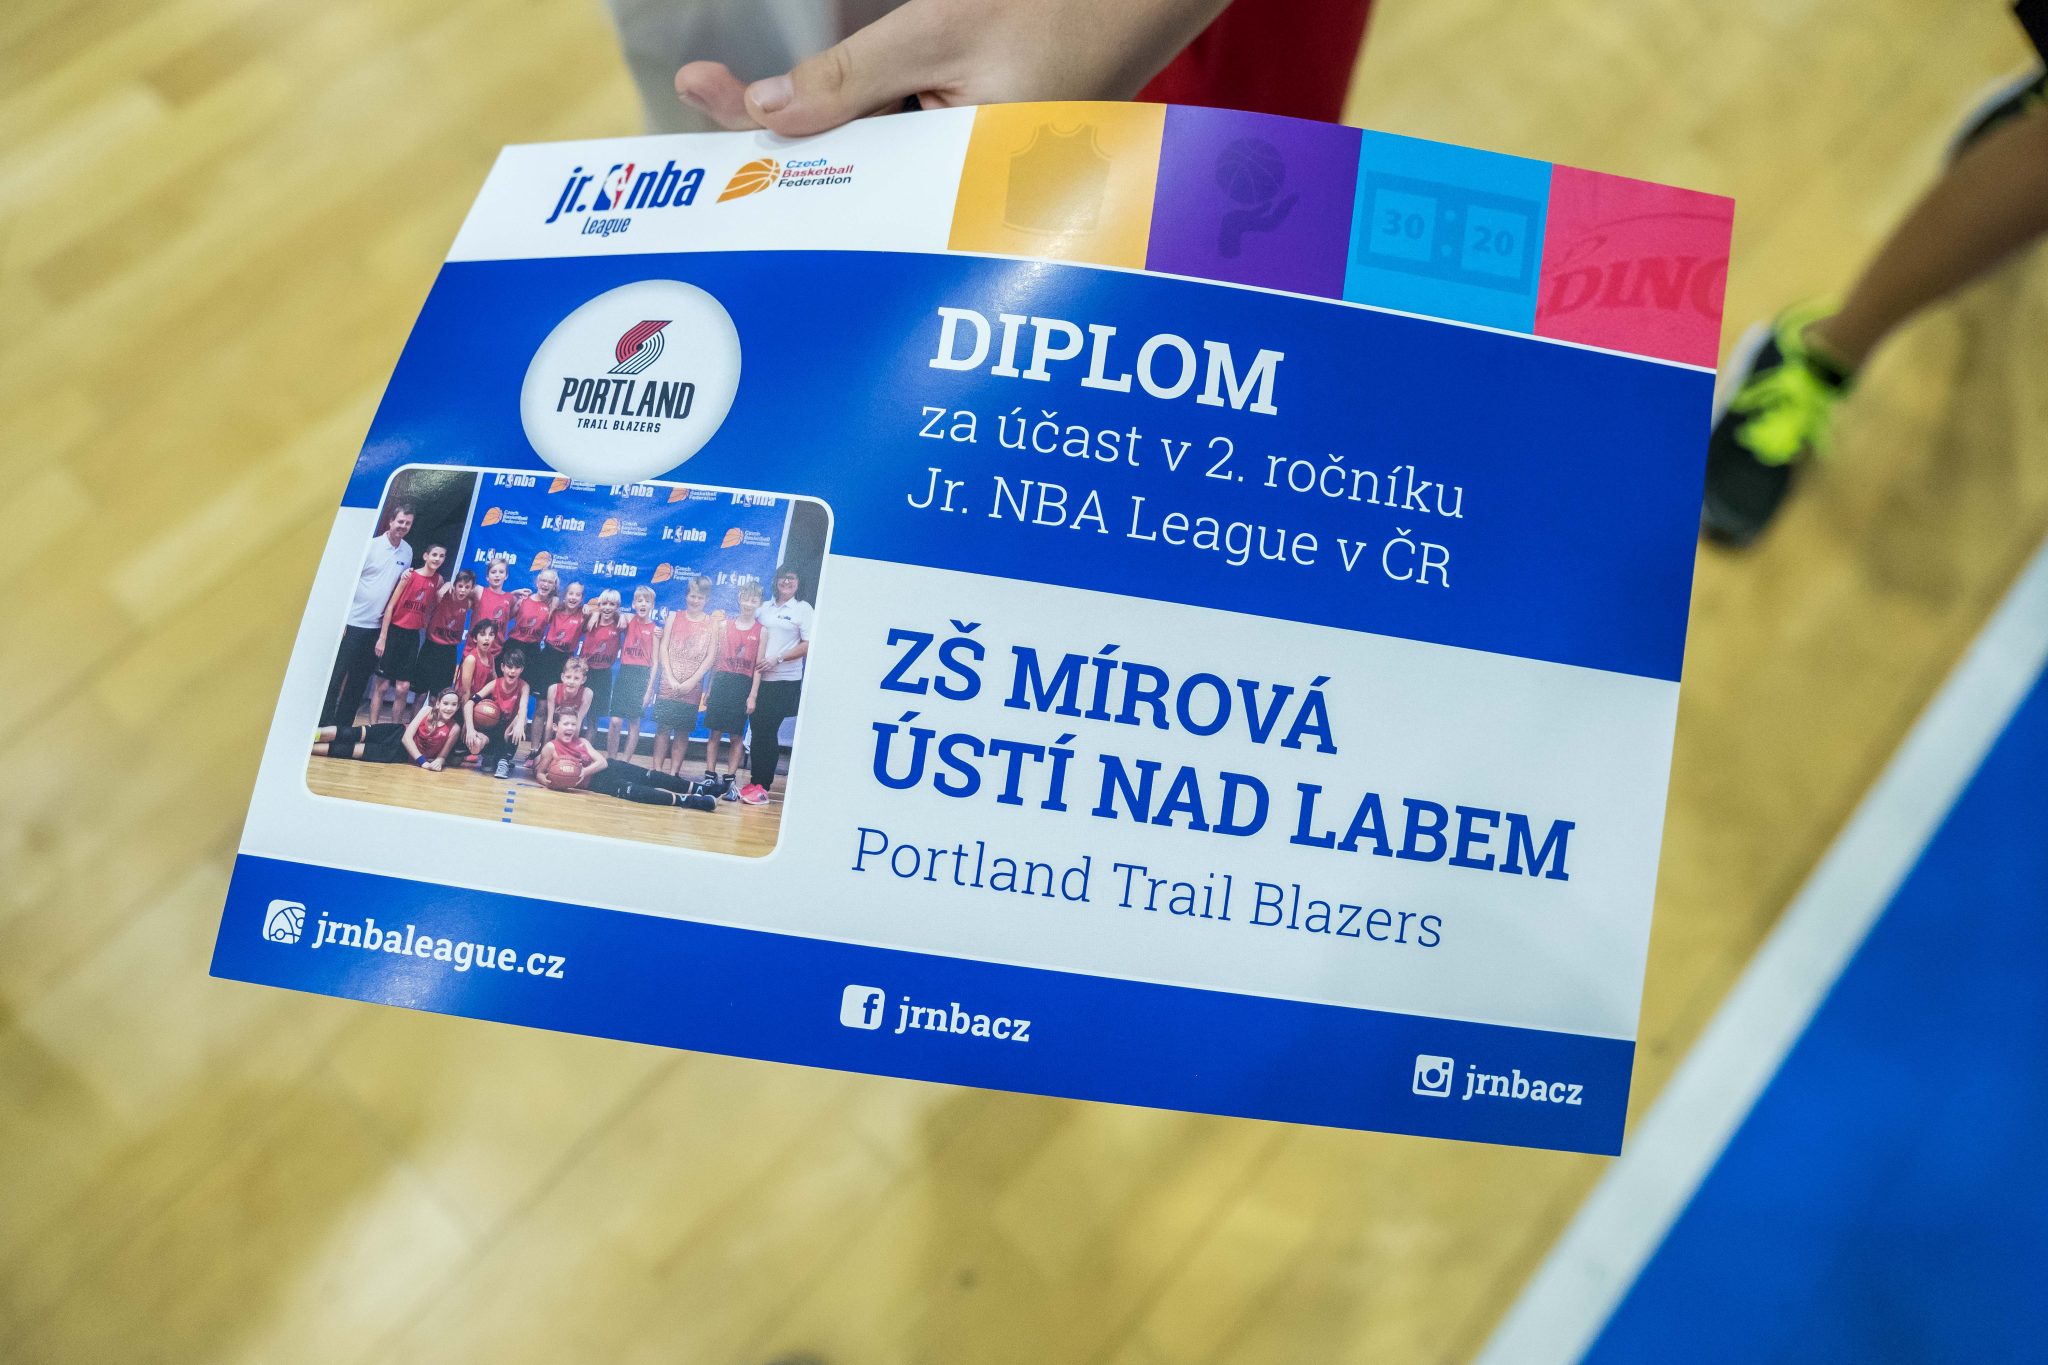 jr. nba
League
Czech
Basketball
Federation
30 : 20
PORTLAND
TRAIL BLAZERS
DIPLOM
za účast v 2. ročníku
Jr. NBA League v ČR
ZŠ MÍROVÁ
ÚSTÍ NAD LABEM
Portland Trail Blazers
jrnbaleague.cz
jrnbacz
jrnbacz